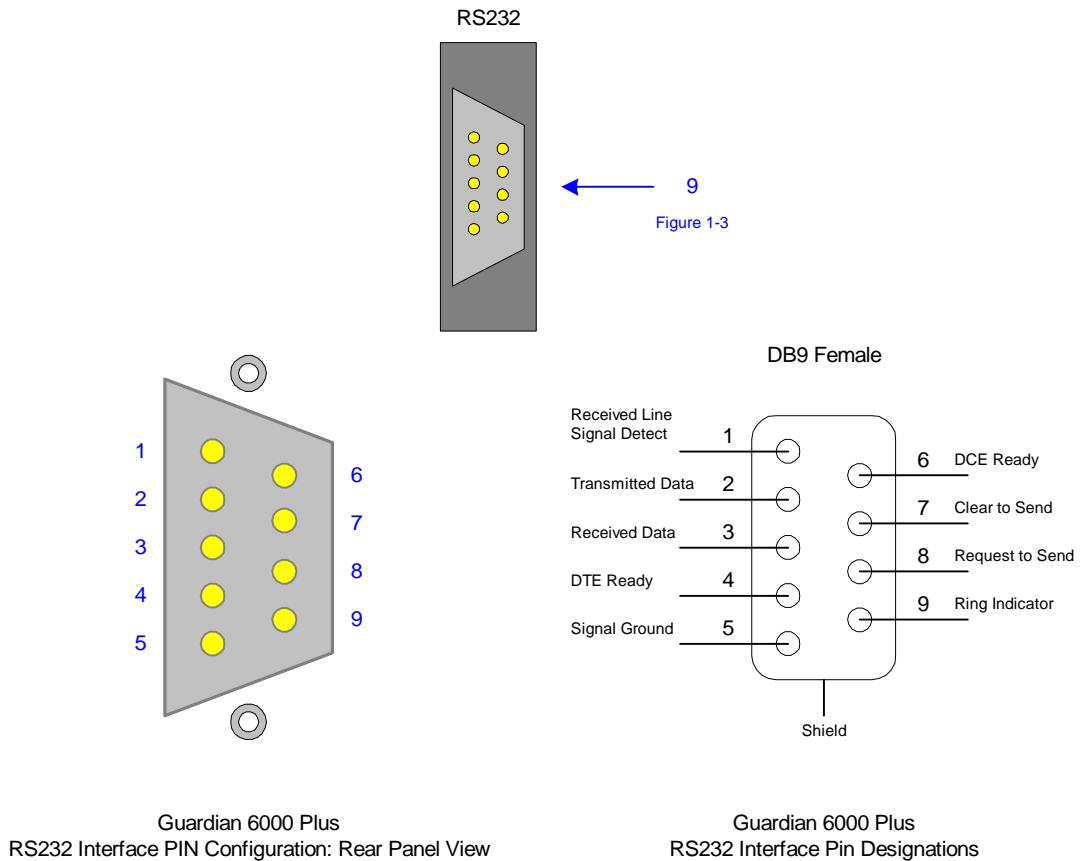 RS232
9
Figure 1-3
1
2
3
4
5
6
7
8
9
Guardian 6000 Plus
RS232 Interface PIN Configuration: Rear Panel View
DB9 Female
Received Line
Signal Detect
1
Transmitted Data
2
Received Data
3
DTE Ready
4
Signal Ground
5
6
DCE Ready
7
Clear to Send
8
Request to Send
9
Ring Indicator
Shield
Guardian 6000 Plus
RS232 Interface Pin Designations